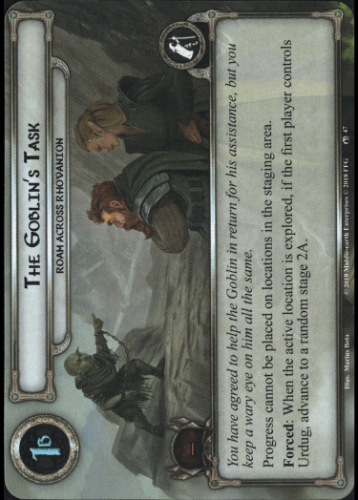 1B
THE GOBLIN'S TASK
ROAM ACROSS RHOVANION
–
You have agreed to help the Goblin in return for his assistance, but you
keep a wary eye on him all the same.
Progress cannot be placed on locations in the staging area.
Forced: When the active location is explored, if the first player controls
Urdug, advance to a random stage 2A.
Illus. Marius Bota © 2018 Middle-earth Enterprises © 2018 FFG 47